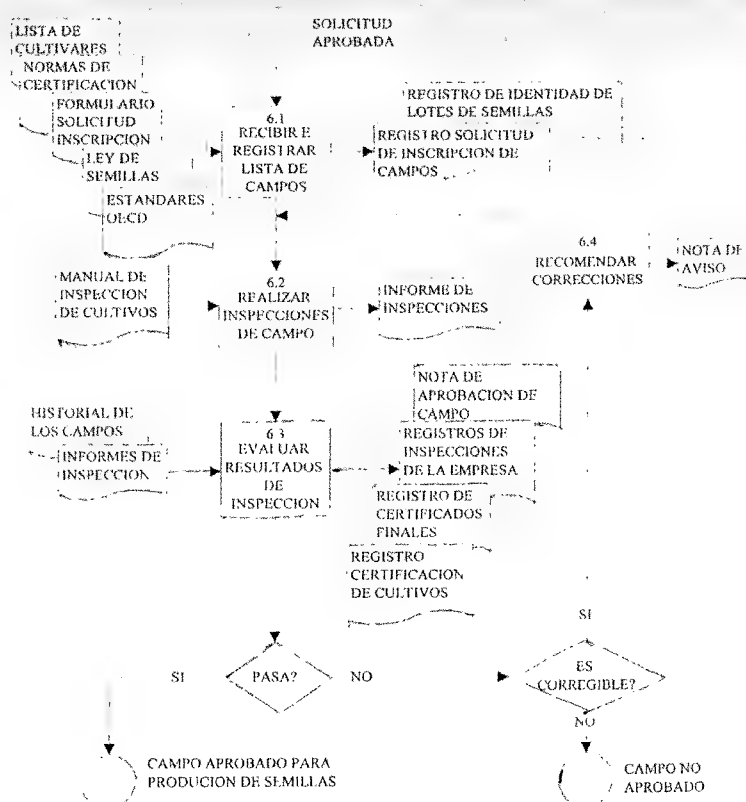 SOLICITUD
APROBADA
LISTA DE
CULTIVARES
NORMAS DE
CERTIFICACION
FORMULARIO
SOLICITUD
INSCRIPCION
LEY DE
SEMILLAS
ESTANDARES
OECD
6.1
RECIBIR E
REGISTRAR
LISTA DE
CAMPOS
REGISTRO DE IDENTIDAD DE
LOTES DE SEMILLAS
REGISTRO SOLICITUD
DE INSCRIPCION DE
CAMPOS
MANUAL DE
INSPECCION
DE CULTIVOS
6.2
REALIZAR
INSPECCIONES
DE CAMPO
INFORME DE
INSPECCIONES
6.4
RECOMENDAR
CORRECCIONES
NOTA DE
AVISO
HISTORIAL DE
LOS CAMPOS
INFORMES DE
INSPECCION
6.3
EVALUAR
RESULTADOS
DE
INSPECCION
NOTA DE
APROBACION DE
CAMPO
REGISTROS DE
INSPECCIONES
DE LA EMPRESA
REGISTRO DE
CERTIFICADOS
FINALES
REGISTRO
CERTIFICACION
DE CULTIVOS
SI
PASA?
NO
SI
ES
CORREGIBLE?
NO
CAMPO APROBADO PARA
PRODUCION DE SEMILLAS
CAMPO NO
APROBADO